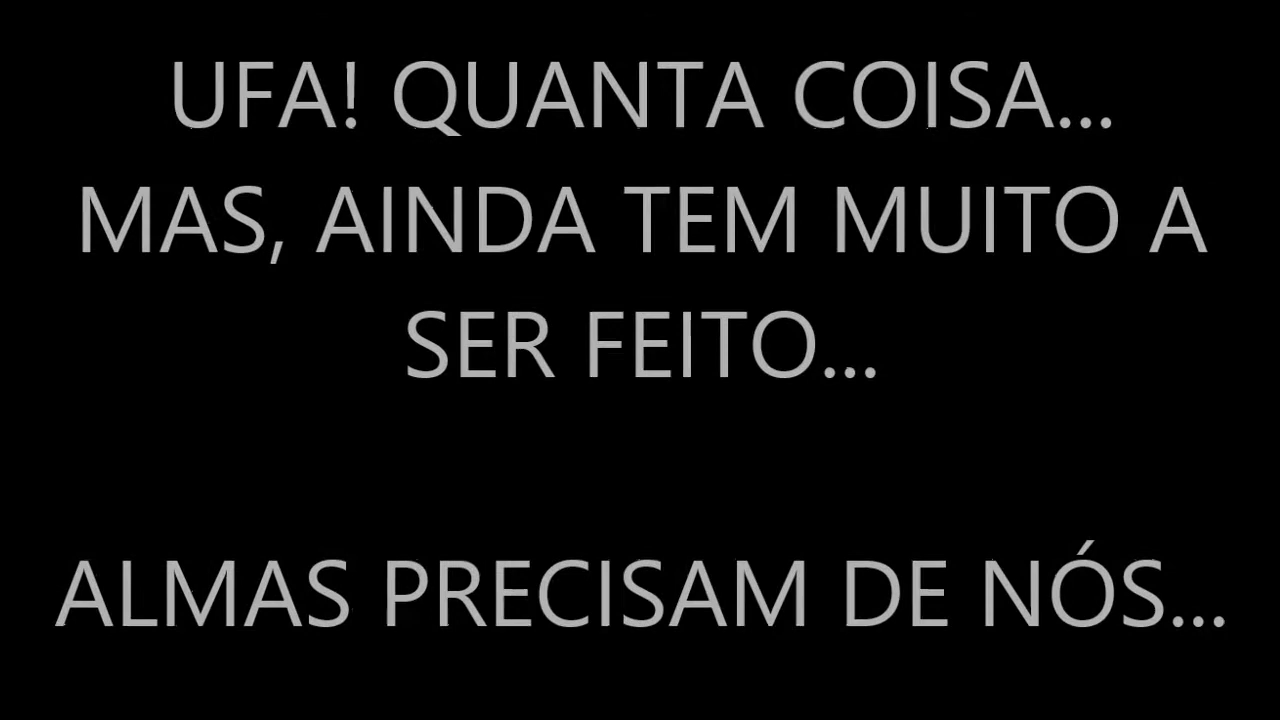 UFA! QUANTA COISA...
MAS, AINDA TEM MUITO A
SER FEITO...
ALMAS PRECISAM DE NÓS...